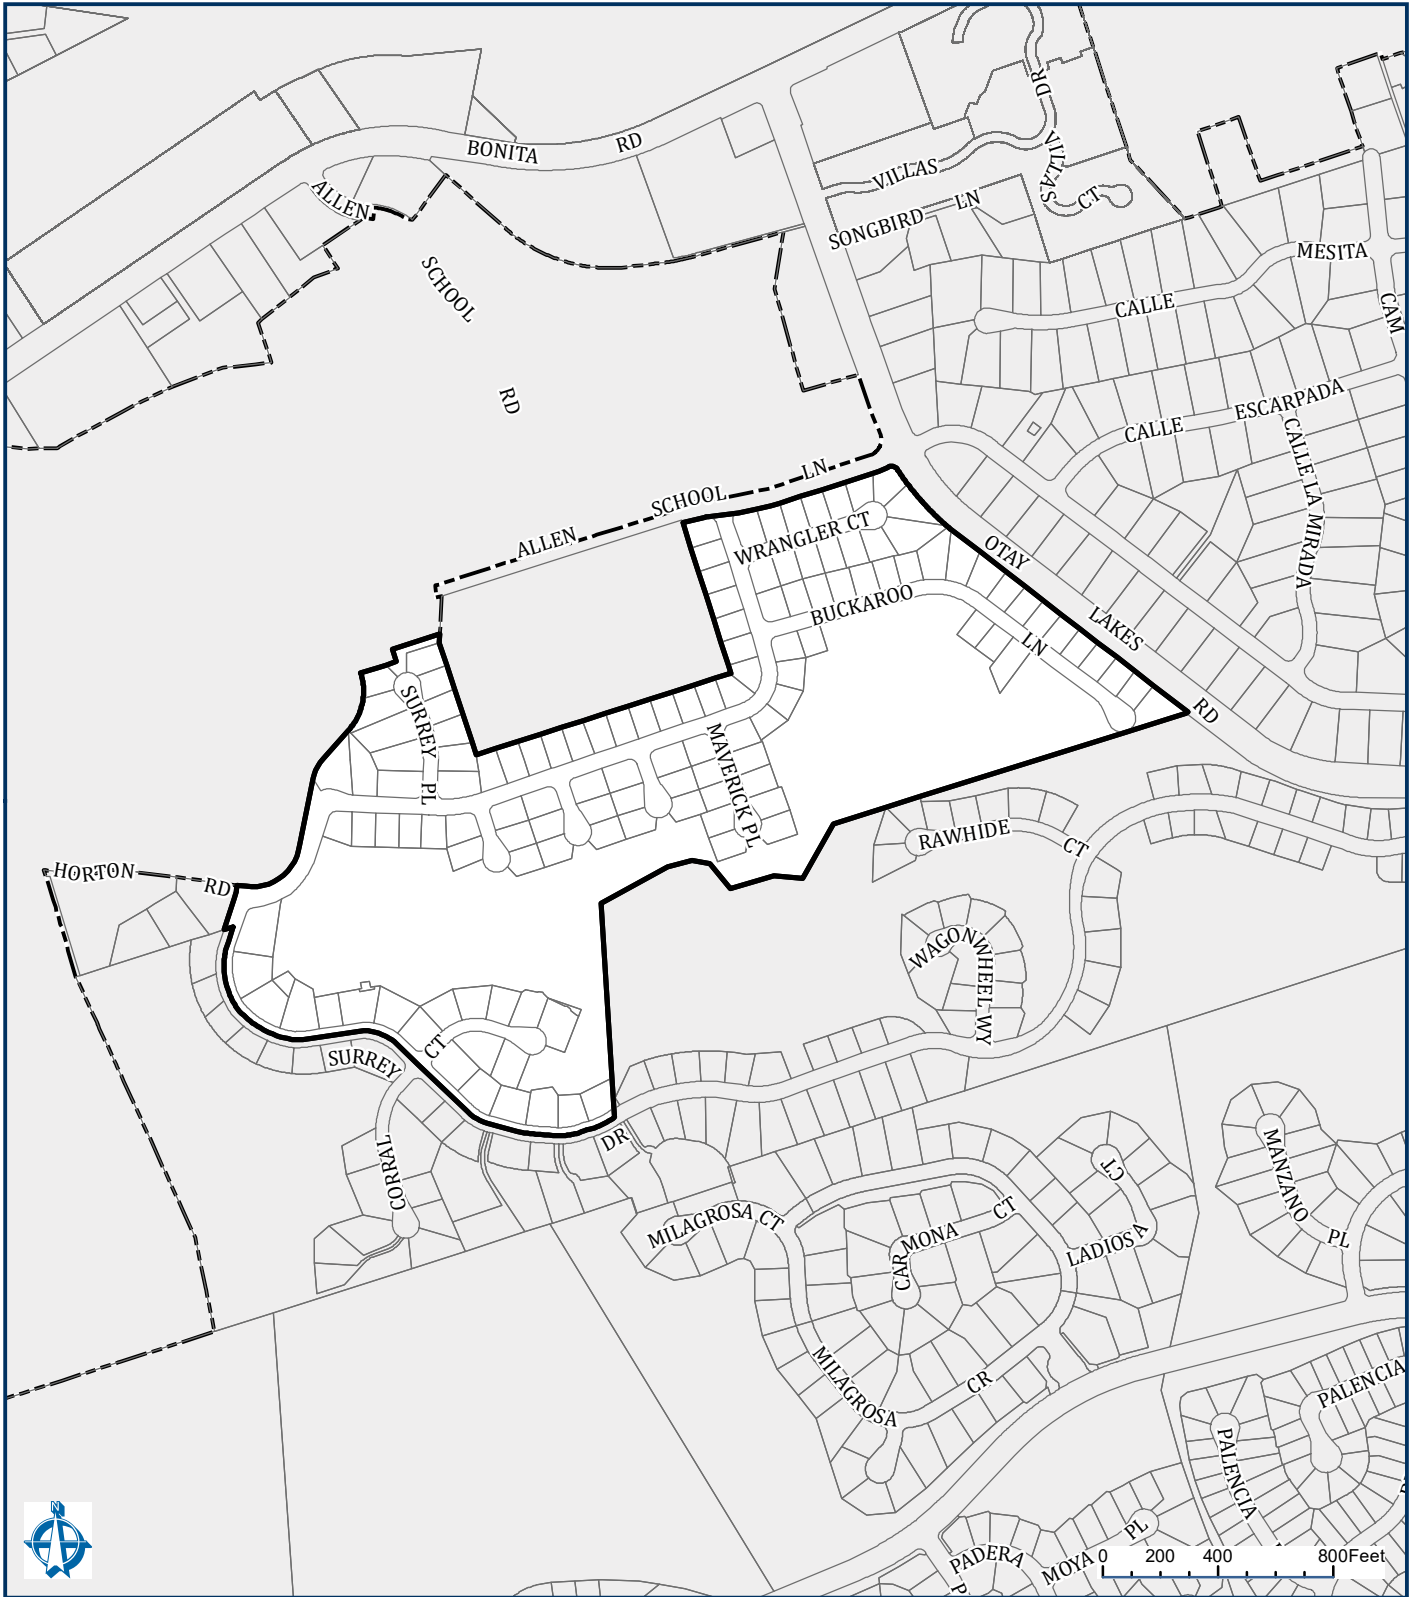 DR
BONITA
RD
VILLAS
VILLAS
CT
ALLEN
SONGBIRD
LN
MESITA
CALLE
CAM
SCHOOL
RD
ESCARPADA
CALLE
CALLE LA MIRADA
LN
SCHOOL
ALLEN
WRANGLER CT
OTAY
BUCKAROO
LAKES
LN
SURREY
PL
MAVERICK PL
RD
RAWHIDE
CT
HORTON
RD
WAGON
WHEEL WY
CT
SURREY
DR
CORRAL
CT
MANZANO
PL
MILAGROSA CT
CT
CAR
MONA
LADIOS A
MILAGROSA
CR
PALENCIA
PALENCIA
PADERA
MOYA
PL
P
N
0 200 400 800Feet